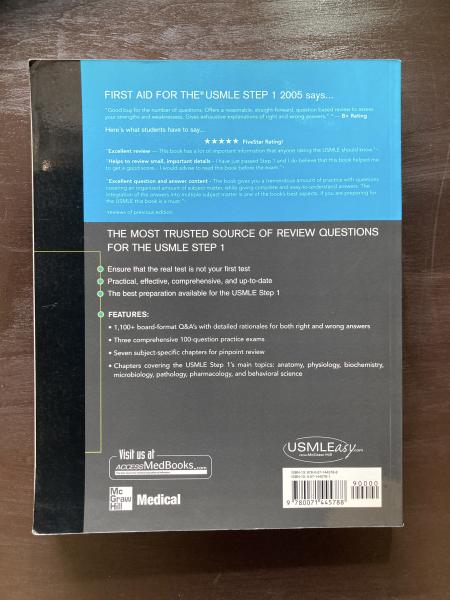 FIRST AID FOR THE® USMLE STEP 1 2005 says...
"Good buy for the number of questions. Offers a reasonable, straight-forward, question based review to assess
your strengths and weaknesses. Gives exhaustive explanations of right and wrong answers." — B+ Rating
Here's what students have to say...
★★★★★ FiveStar Rating!
"Excellent review — This book has a lot of important information that anyone taking the USMLE should know."
"Helps to review small, important details - I have just passed Step 1 and I do believe that this book helped me
to get a good score... I would advise to read this book before the exam."
"Excellent question and answer content - The book gives you a tremendous amount of practice with questions
covering an organized amount of subject matter, while giving complete and easy-to-understand answers. The
integration of the answers into multiple subject matter is one of the book's best aspects. If you are preparing for
the USMLE this book is a must."
-reviews of previous edition
THE MOST TRUSTED SOURCE OF REVIEW QUESTIONS
FOR THE USMLE STEP 1
Ensure that the real test is not your first test
Practical, effective, comprehensive, and up-to-date
The best preparation available for the USMLE Step 1
FEATURES:
• 1,100+ board-format Q&A's with detailed rationales for both right and wrong answers
• Three comprehensive 100-question practice exams
• Seven subject-specific chapters for pinpoint review
• Chapters covering the USMLE Step 1's main topics: anatomy, physiology, biochemistry,
microbiology, pathology, pharmacology, and behavioral science
Visit us at
ACCESSMedBooks.com
USMLEasy.com
from McGraw-Hill
Mc
Graw
Hill
Medical
ISBN-13: 978-0-07-144578-8
90000
9 780071 445788